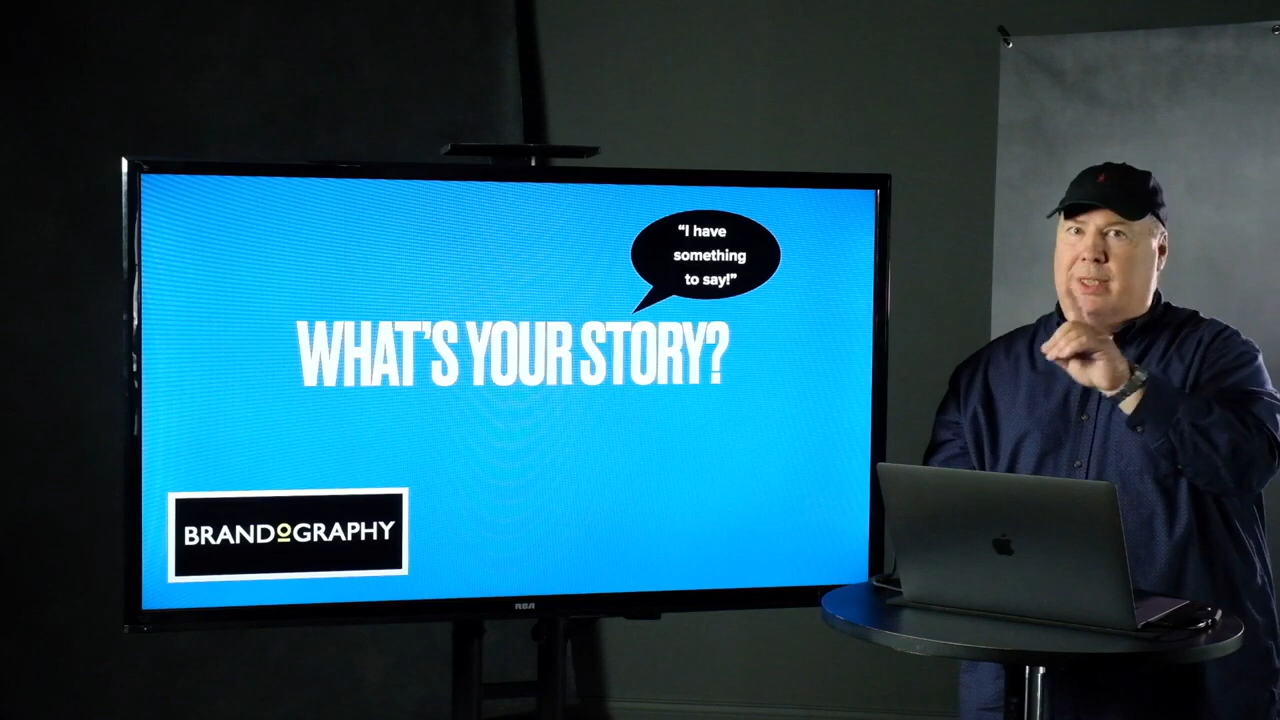 “I have
something
to say!”
WHAT'S YOUR STORY?
BRANDOGRAPHY
RCA